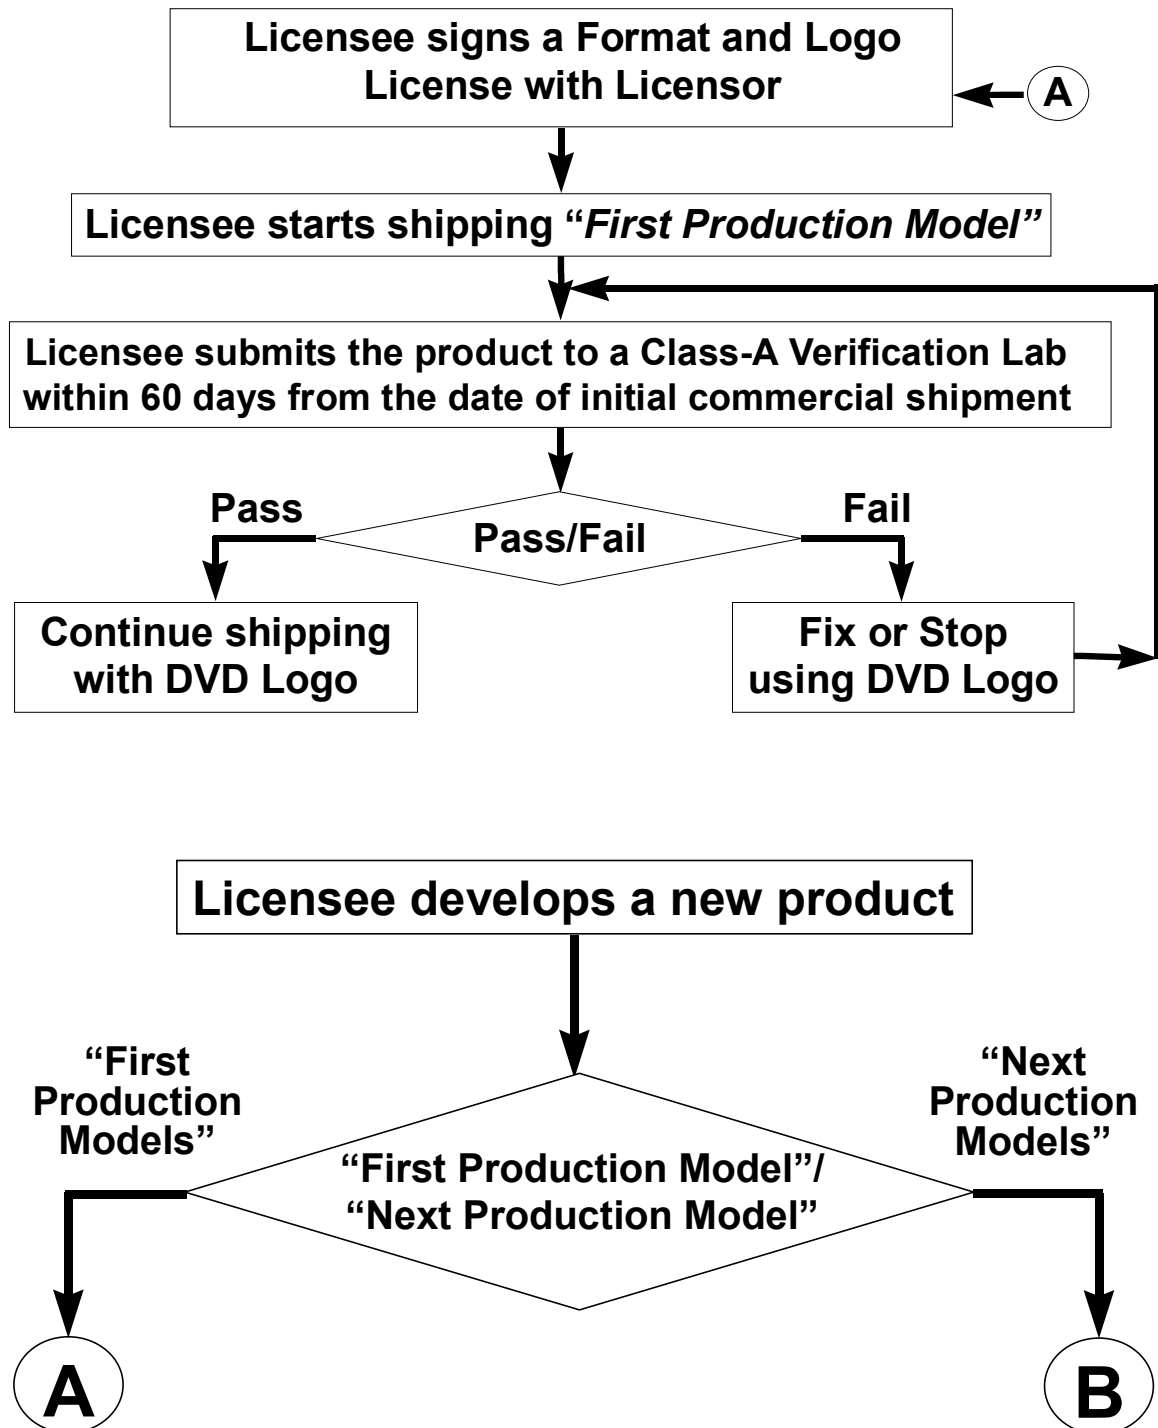 Licensee signs a Format and Logo
License with Licensor
A
Licensee starts shipping “First Production Model”
Licensee submits the product to a Class-A Verification Lab
within 60 days from the date of initial commercial shipment
Pass
Fail
Pass/Fail
Continue shipping
with DVD Logo
Fix or Stop
using DVD Logo
Licensee develops a new product
“First
Production
Models”
“Next
Production
Models”
“First Production Model”/
“Next Production Model”
A
B